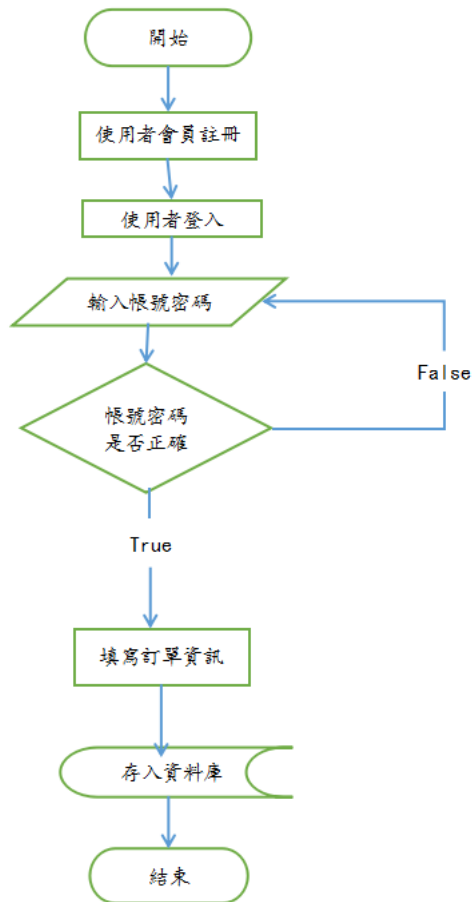 開始
使用者會員註冊
使用者登入
輸入帳號密碼
False
帳號密碼
是否正確
True
填寫訂單資訊
存入資料庫
結束